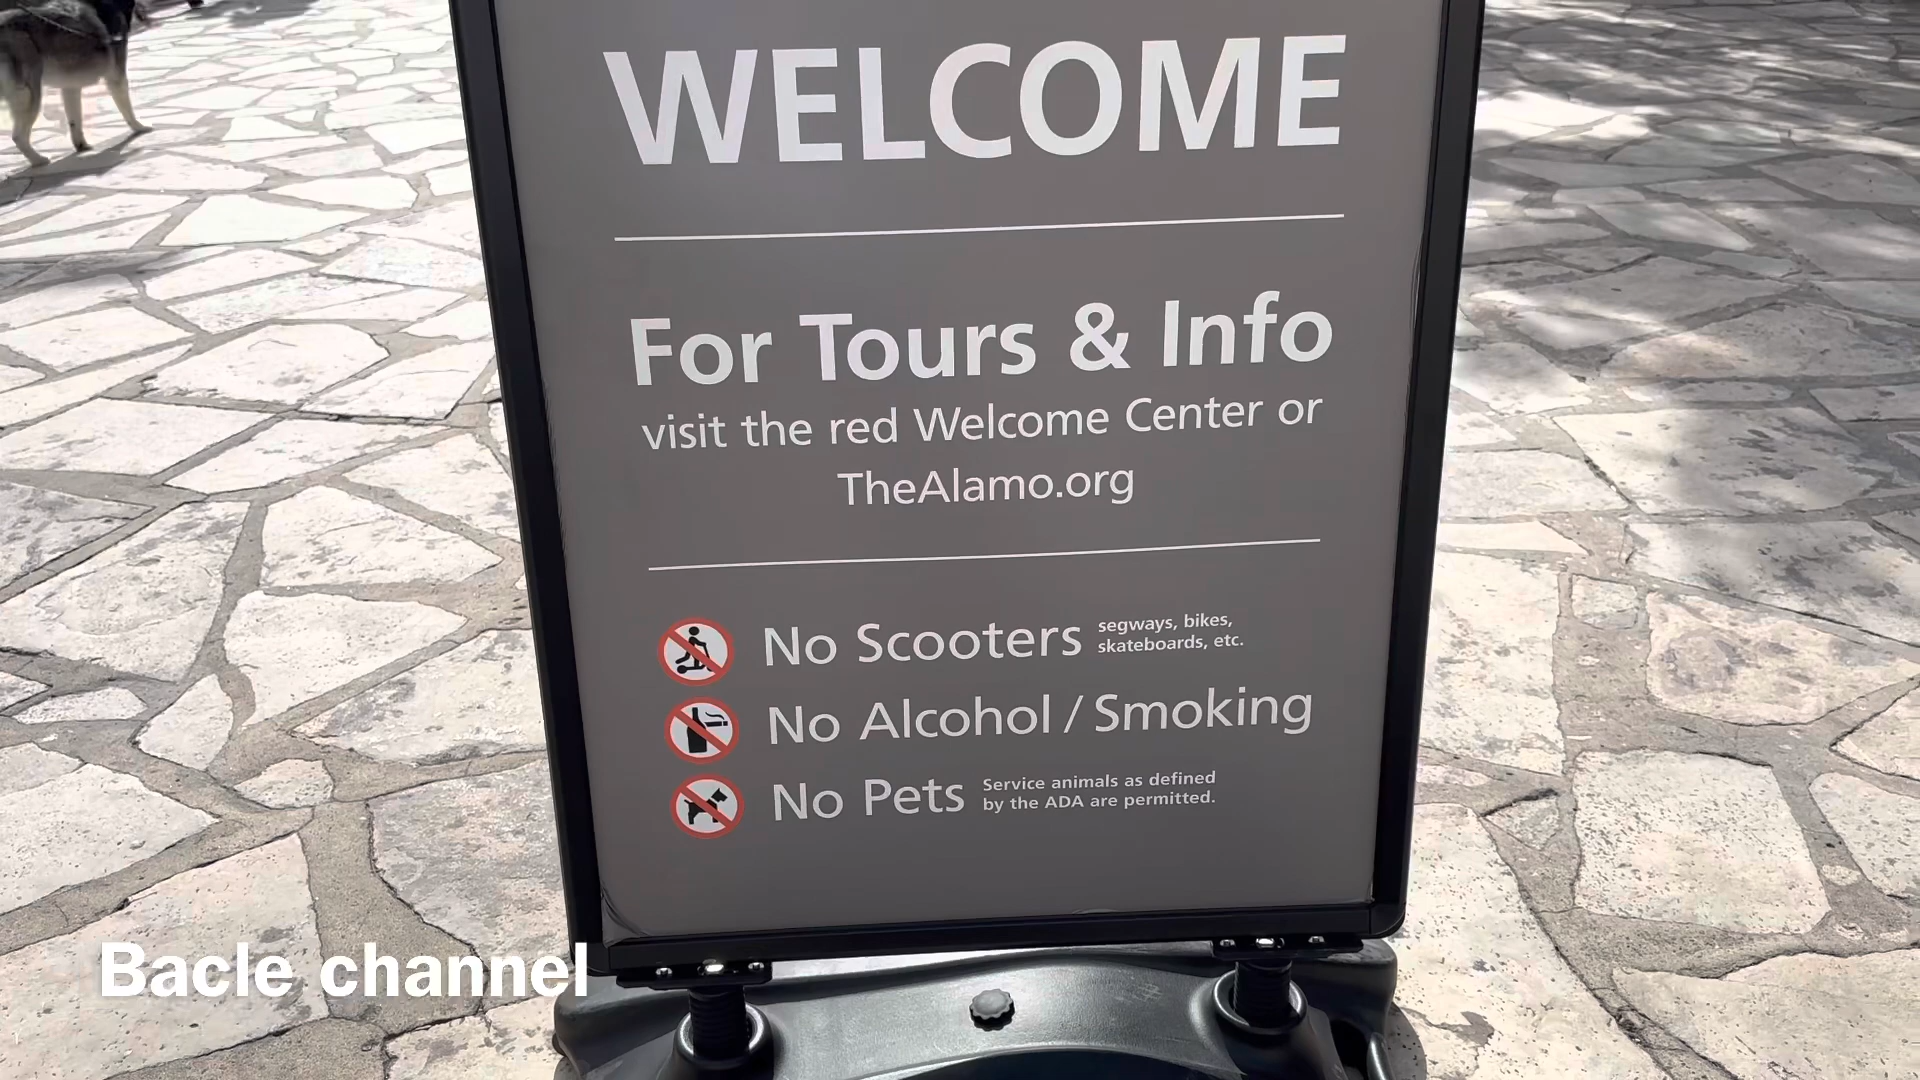 WELCOME
For Tours & Info
visit the red Welcome Center or
TheAlamo.org
No Scooters segways, bikes,
skateboards, etc.
No Alcohol / Smoking
No Pets Service animals as defined
by the ADA are permitted.
Bacle channel